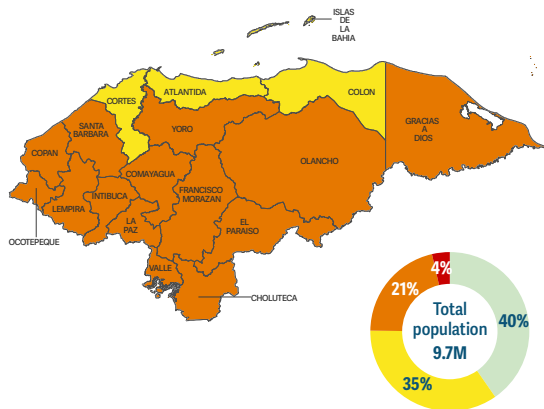 ISLAS
DE LA
BAHIA
ATLANTIDA
COLON
CORTES
SANTA
BARBARA
YORO
GRACIAS
A
DIOS
COPAN
OLANCHO
COMAYAGUA
INTIBUCA
FRANCISCO
MORAZAN
LEMPIRA
LA
PAZ
EL
PARAISO
OCOTEPEQUE
VALLE
CHOLUTECA
4%
21%
Total
population
9.7M
40%
35%